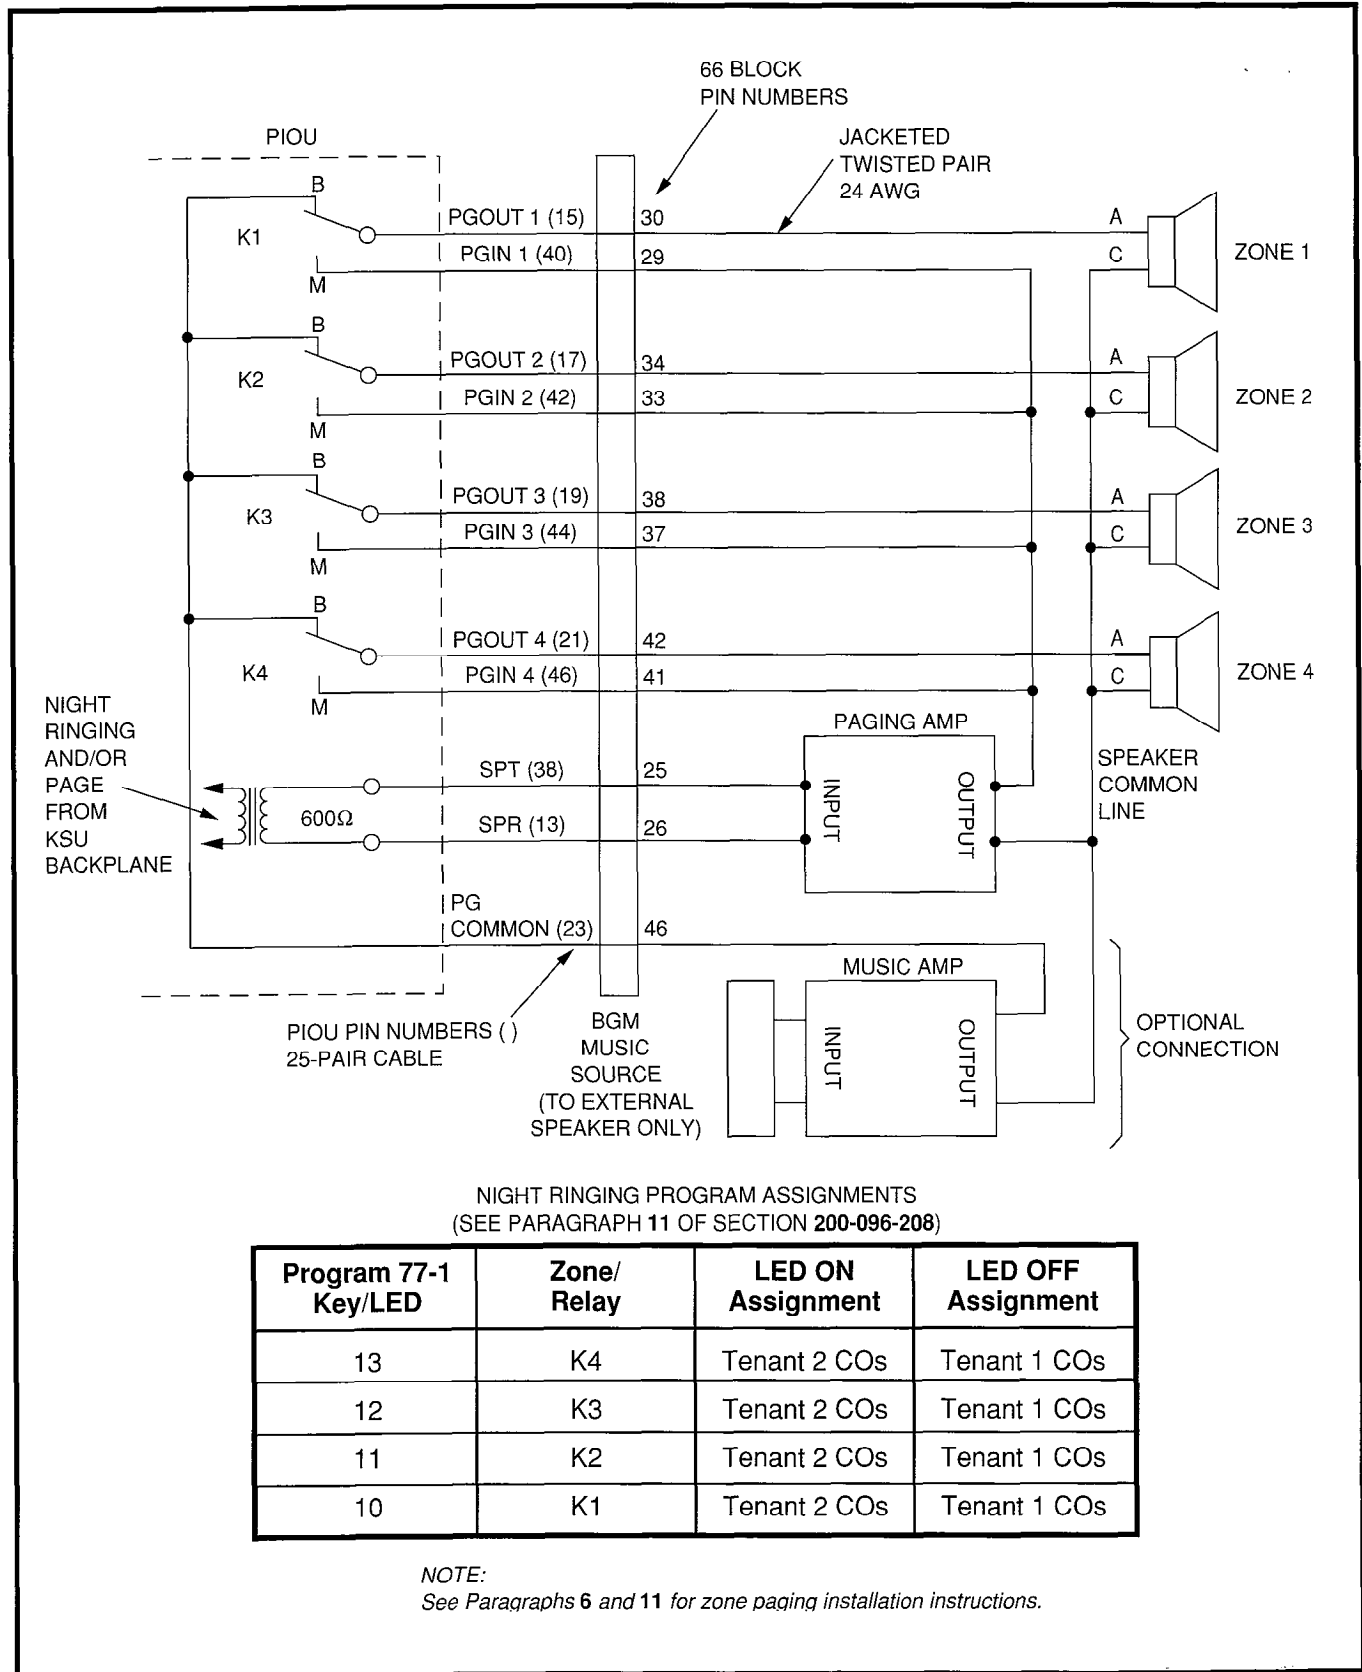 66 BLOCK
PIN NUMBERS
PIOU
JACKETED
TWISTED PAIR
24 AWG
B
K1
M
PGOUT 1 (15)
30
PGIN 1 (40)
29
A
C
ZONE 1
B
K2
M
PGOUT 2 (17)
34
PGIN 2 (42)
33
A
C
ZONE 2
B
K3
M
PGOUT 3 (19)
38
PGIN 3 (44)
37
A
C
ZONE 3
B
K4
M
PGOUT 4 (21)
42
PGIN 4 (46)
41
A
C
ZONE 4
NIGHT
RINGING
AND/OR
PAGE
FROM
KSU
BACKPLANE
600Ω
SPT (38)
25
SPR (13)
26
PAGING AMP
INPUT
OUTPUT
SPEAKER
COMMON
LINE
PG
COMMON (23)
46
MUSIC AMP
INPUT
OUTPUT
OPTIONAL
CONNECTION
PIOU PIN NUMBERS ( )
25-PAIR CABLE
BGM
MUSIC
SOURCE
(TO EXTERNAL
SPEAKER ONLY)
NIGHT RINGING PROGRAM ASSIGNMENTS
(SEE PARAGRAPH 11 OF SECTION 200-096-208)
Program 77-1 Key/LED Zone/ Relay LED ON Assignment LED OFF Assignment
13 K4 Tenant 2 COs Tenant 1 COs
12 K3 Tenant 2 COs Tenant 1 COs
11 K2 Tenant 2 COs Tenant 1 COs
10 K1 Tenant 2 COs Tenant 1 COs
NOTE:
See Paragraphs 6 and 11 for zone paging installation instructions.